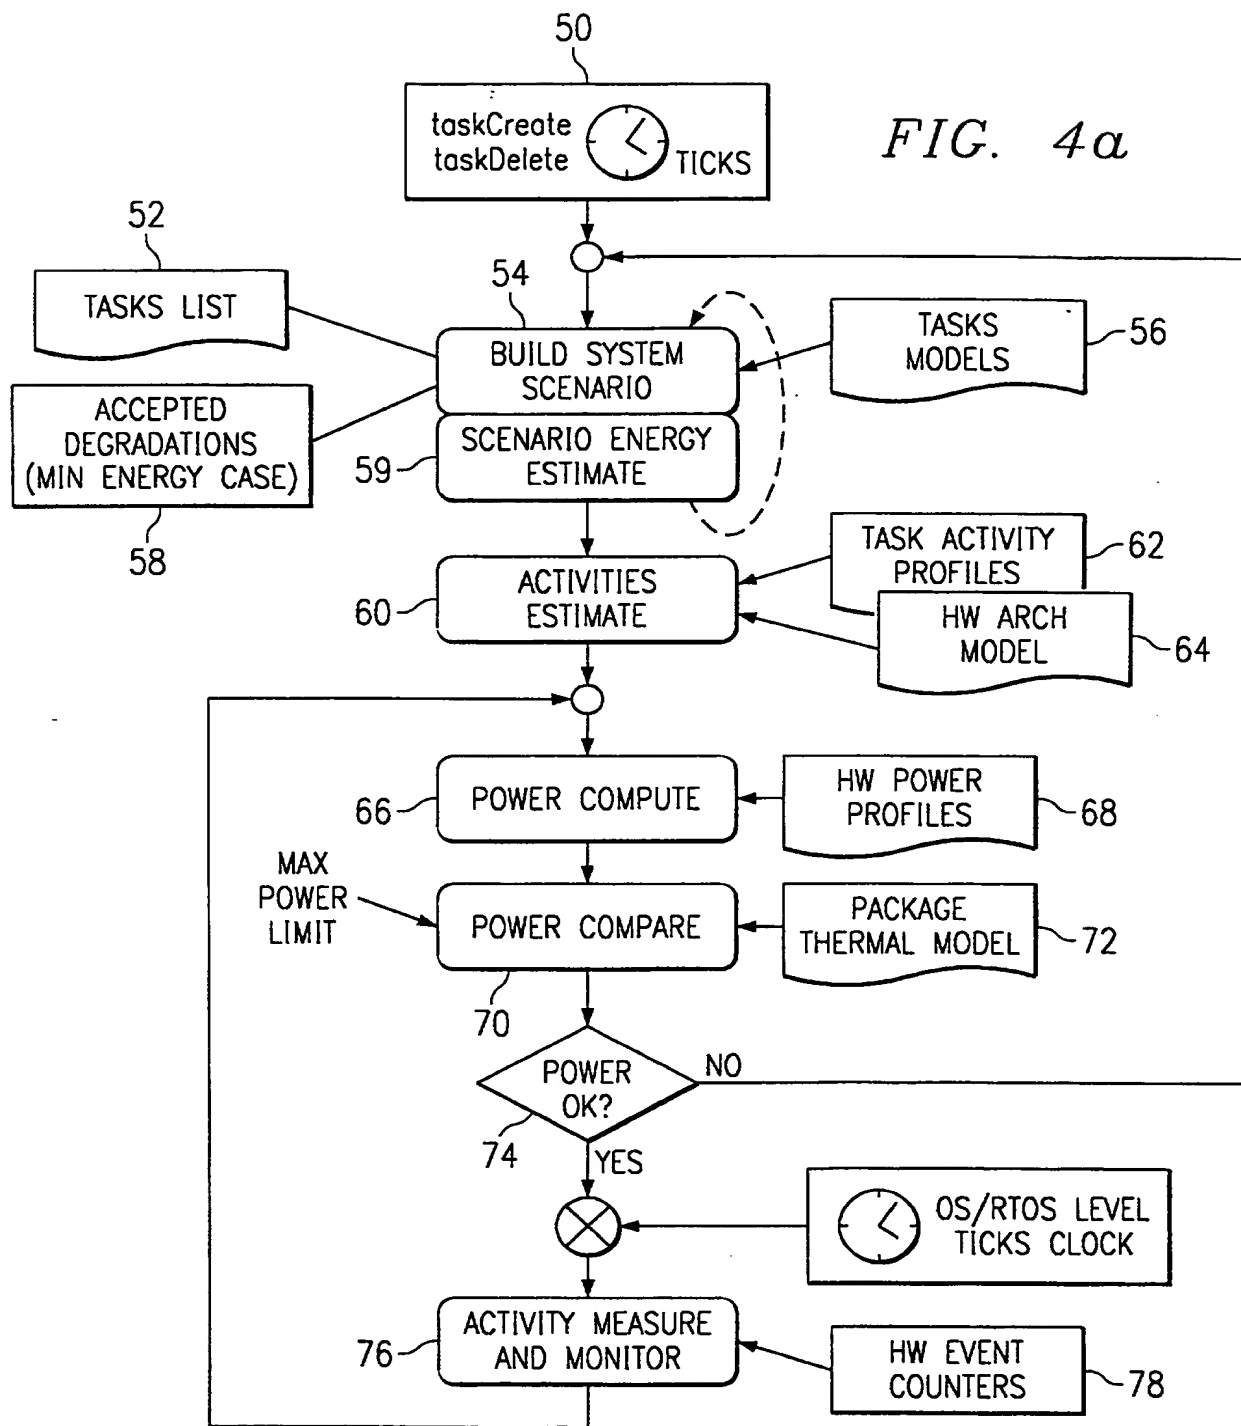 50
taskCreate
taskDelete
TICKS
FIG. 4a
52
TASKS LIST
54
BUILD SYSTEM
SCENARIO
TASKS
MODELS
56
ACCEPTED
DEGRADATIONS
(MIN ENERGY CASE)
58
SCENARIO ENERGY
ESTIMATE
59
TASK ACTIVITY
PROFILES
62
ACTIVITIES
ESTIMATE
60
HW ARCH
MODEL
64
POWER COMPUTE
66
HW POWER
PROFILES
68
MAX
POWER
LIMIT
POWER COMPARE
70
PACKAGE
THERMAL MODEL
72
POWER
OK?
NO
74
YES
OS/RTOS LEVEL
TICKS CLOCK
ACTIVITY MEASURE
AND MONITOR
76
HW EVENT
COUNTERS
78